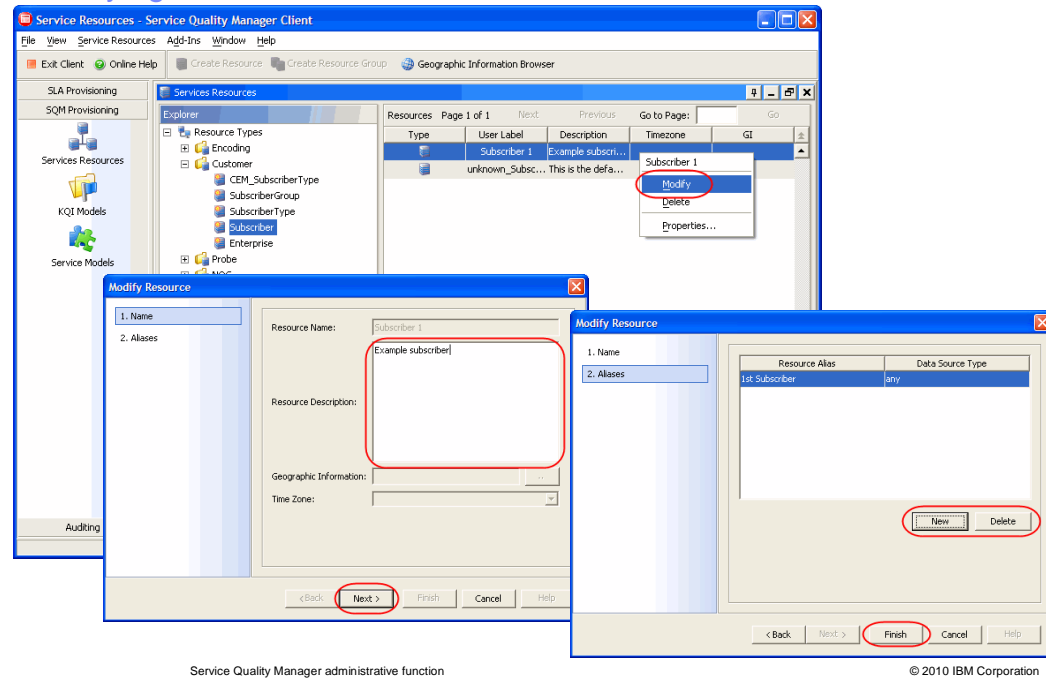 Service Resources - Service Quality Manager Client
File View Service Resources Add-Ins Window Help
Exit Client Online Help Create Resource Create Resource Group Geographic Information Browser
SLA Provisioning
SQM Provisioning
Services Resources
KQI Models
Service Models
Auditing
Services Resources
Explorer
Resource Types
Encoding
Customer
CEM_SubscriberType
SubscriberGroup
SubscriberType
Subscriber
Enterprise
Probe
Resources Page 1 of 1 Next Previous Go to Page: Go
Type User Label Description Timezone GI
Subscriber 1 Example subscri...
unknown_Subsc... This is the defa...
Subscriber 1
Modify
Delete
Properties...
Modify Resource
1. Name
2. Aliases
Resource Name: Subscriber 1
Example subscriber
Resource Description:
Geographic Information: ..
Time Zone:
<Back Next > Finish Cancel Help
Modify Resource
1. Name
2. Aliases
Resource Alias Data Source Type
1st Subscriber any
New Delete
< Back Next > Finish Cancel Help
Service Quality Manager administrative function
© 2010 IBM Corporation